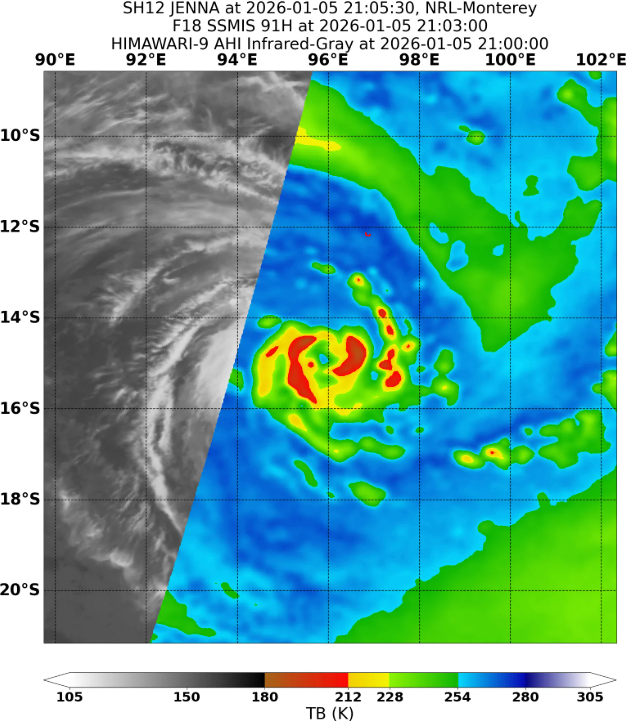 SH12 JENNA at 2026-01-05 21:05:30, NRL-Monterey
F18 SSMIS 91H at 2026-01-05 21:03:00
HIMAWARI-9 AHI Infrared-Gray at 2026-01-05 21:00:00
90°E 92°E 94°E 96°E 98°E 100°E 102°E
10°S
12°S
14°S
16°S
18°S
20°S
105 150 180 212 228 254 280 305
TB (K)